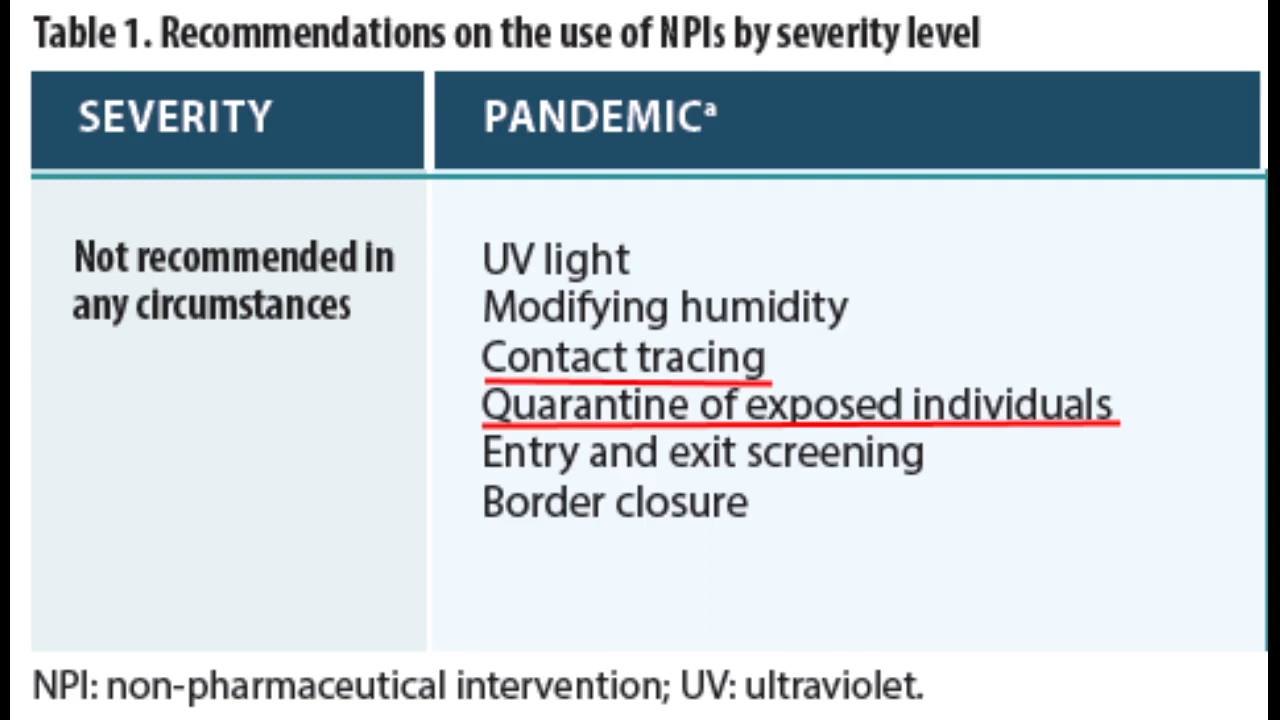 Table 1. Recommendations on the use of NPIs by severity level
SEVERITY
PANDEMICᵃ
Not recommended in
any circumstances
UV light
Modifying humidity
Contact tracing
Quarantine of exposed individuals
Entry and exit screening
Border closure
NPI: non-pharmaceutical intervention; UV: ultraviolet.